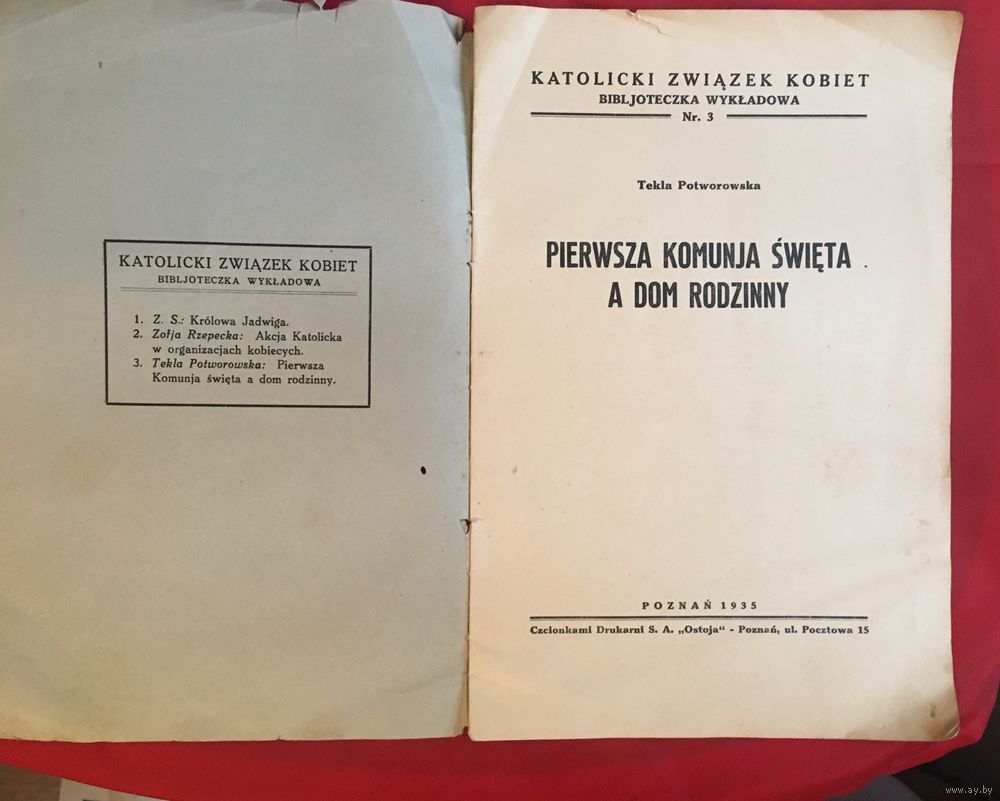 KATOLICKI ZWIĄZEK KOBIET
BIBLJOTECZKA WYKŁADOWA
1. Z. S.: Królowa Jadwiga.
2. Zofja Rzepecka: Akcja Katolicka
w organizacjach kobiecych.
3. Tekla Potworowska: Pierwsza
Komunja święta a dom rodzinny.
KATOLICKI ZWIĄZEK KOBIET
BIBLJOTECZKA WYKŁADOWA
Nr. 3
Tekla Potworowska
PIERWSZA KOMUNJA ŚWIĘTA
A DOM RODZINNY
POZNAŃ 1935
Czcionkami Drukarni S. A. „Ostoja“ - Poznań, ul. Pocztowa 15
www.ay.by